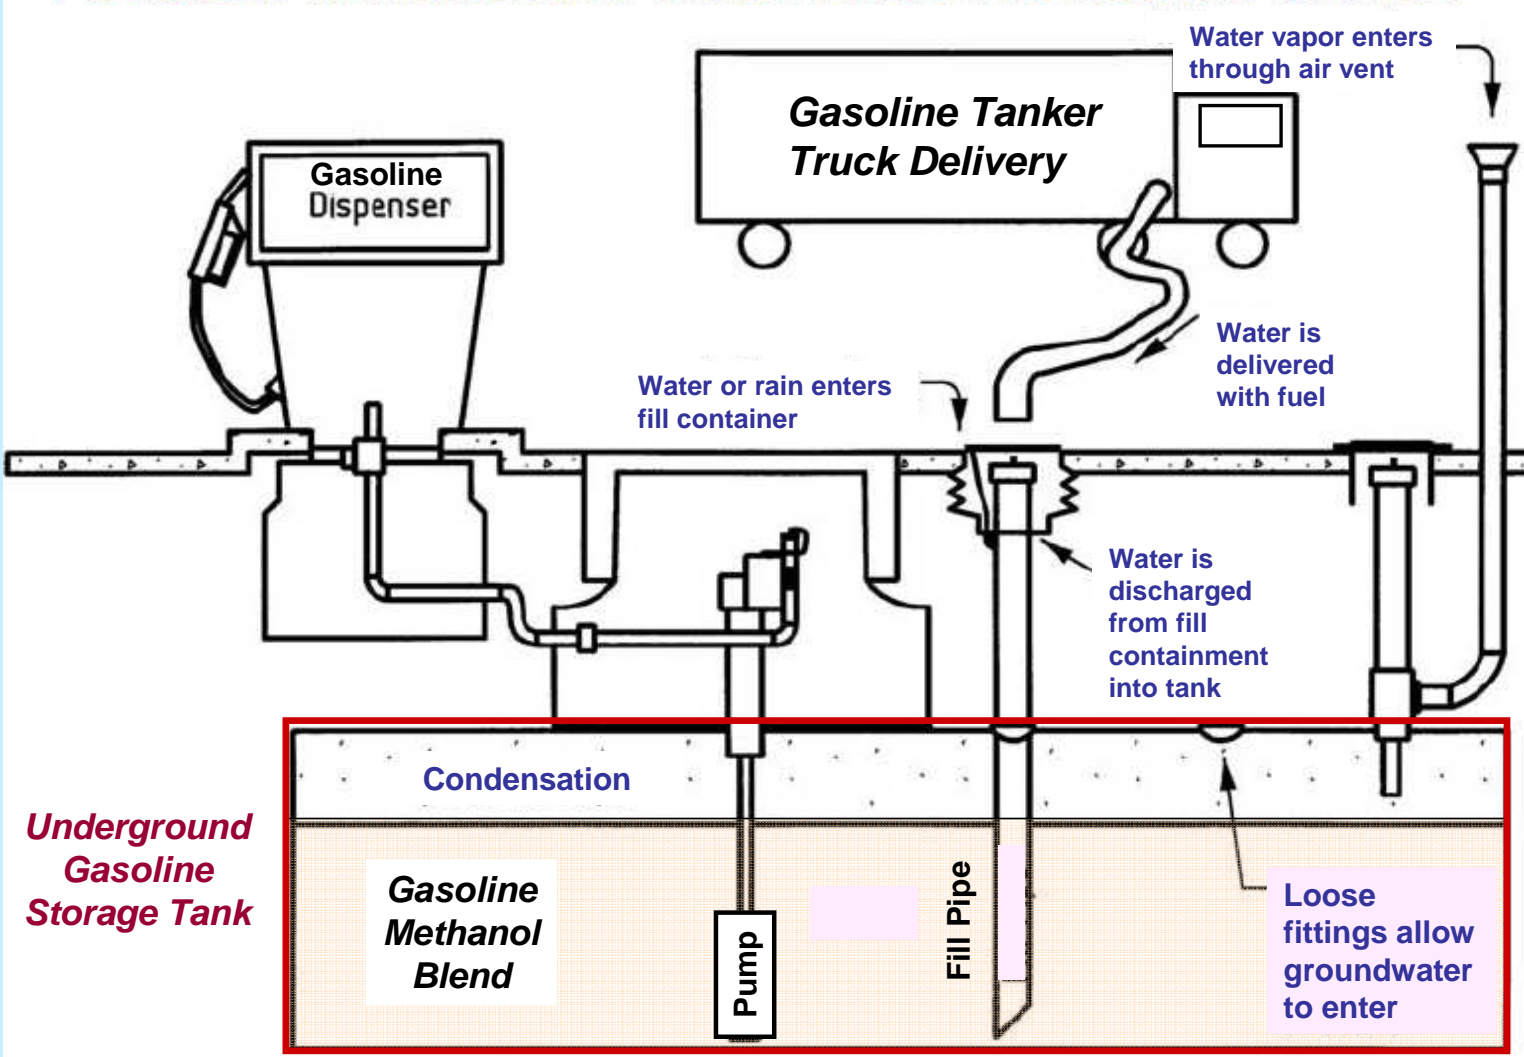 Water vapor enters
through air vent
Gasoline Tanker
Truck Delivery
Gasoline
Dispenser
Water is
delivered
with fuel
Water or rain enters
fill container
Water is
discharged
from fill
containment
into tank
Condensation
Underground
Gasoline
Storage Tank
Gasoline
Methanol
Blend
Pump
Fill Pipe
Loose
fittings allow
groundwater
to enter